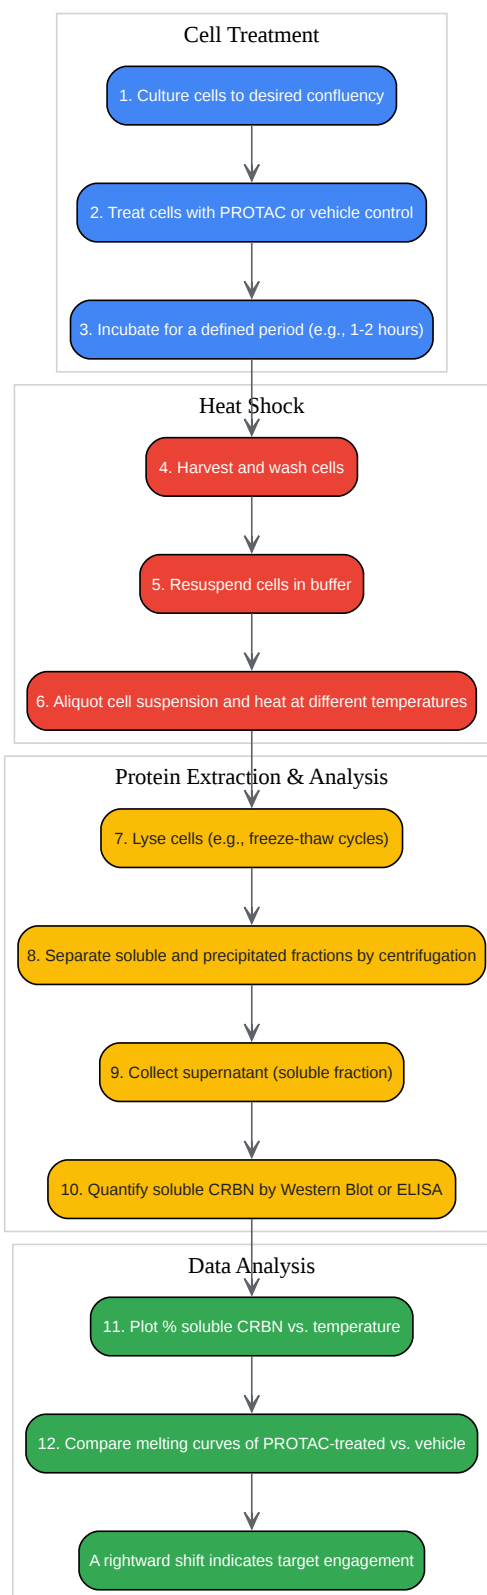 Cell Treatment
1. Culture cells to desired confluency
2. Treat cells with PROTAC or vehicle control
3. Incubate for a defined period (e.g., 1-2 hours)
Heat Shock
4. Harvest and wash cells
5. Resuspend cells in buffer
6. Aliquot cell suspension and heat at different temperatures
Protein Extraction & Analysis
7. Lyse cells (e.g., freeze-thaw cycles)
8. Separate soluble and precipitated fractions by centrifugation
9. Collect supernatant (soluble fraction)
10. Quantify soluble CRBN by Western Blot or ELISA
Data Analysis
11. Plot % soluble CRBN vs. temperature
12. Compare melting curves of PROTAC-treated vs. vehicle
A rightward shift indicates target engagement